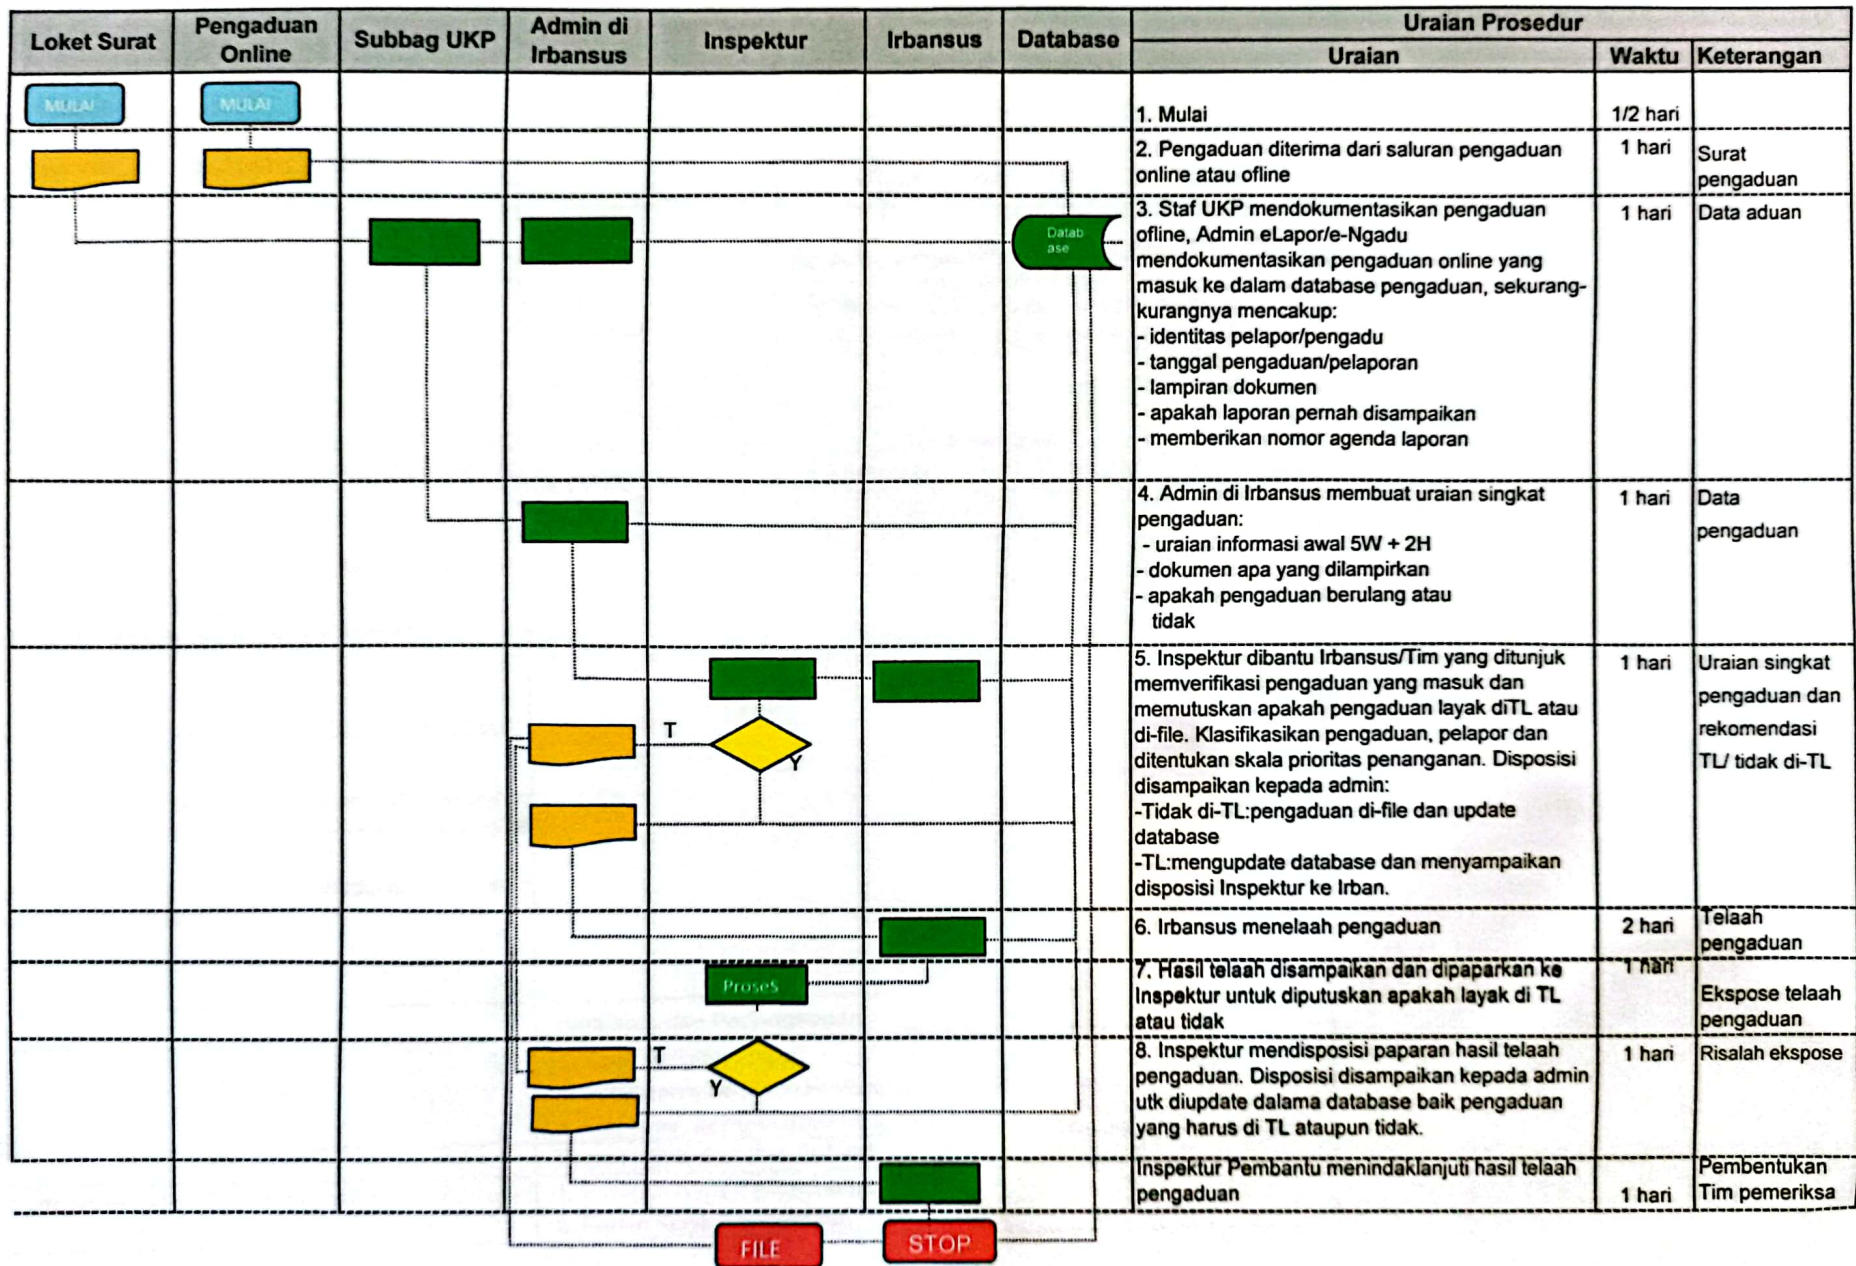 Loket Surat
Pengaduan
Online
Subbag UKP
Admin di
Irbansus
Inspektur
Irbansus
Database
Uraian Prosedur
Uraian
Waktu
Keterangan
MULAI
MULAI
1. Mulai
1/2 hari
2. Pengaduan diterima dari saluran pengaduan
online atau ofline
1 hari
Surat
pengaduan
Datab
ase
3. Staf UKP mendokumentasikan pengaduan
ofline, Admin eLapor/e-Ngadu
mendokumentasikan pengaduan online yang
masuk ke dalam database pengaduan, sekurang-
kurangnya mencakup:
- identitas pelapor/pengadu
- tanggal pengaduan/pelaporan
- lampiran dokumen
- apakah laporan pernah disampaikan
- memberikan nomor agenda laporan
1 hari
Data aduan
4. Admin di Irbansus membuat uraian singkat
pengaduan:
- uraian informasi awal 5W + 2H
- dokumen apa yang dilampirkan
- apakah pengaduan berulang atau
tidak
1 hari
Data
pengaduan
T
Y
5. Inspektur dibantu Irbansus/Tim yang ditunjuk
memverifikasi pengaduan yang masuk dan
memutuskan apakah pengaduan layak diTL atau
di-file. Klasifikasikan pengaduan, pelapor dan
ditentukan skala prioritas penanganan. Disposisi
disampaikan kepada admin:
-Tidak di-TL:pengaduan di-file dan update
database
-TL:mengupdate database dan menyampaikan
disposisi Inspektur ke Irban.
1 hari
Uraian singkat
pengaduan dan
rekomendasi
TL/ tidak di-TL
6. Irbansus menelaah pengaduan
2 hari
Telaah
pengaduan
ProseS
7. Hasil telaah disampaikan dan dipaparkan ke
Inspektur untuk diputuskan apakah layak di TL
atau tidak
1 hari
Ekspose telaah
pengaduan
T
Y
8. Inspektur mendisposisi paparan hasil telaah
pengaduan. Disposisi disampaikan kepada admin
utk diupdate dalama database baik pengaduan
yang harus di TL ataupun tidak.
1 hari
Risalah ekspose
Inspektur Pembantu menindaklanjuti hasil telaah
pengaduan
1 hari
Pembentukan
Tim pemeriksa
FILE
STOP